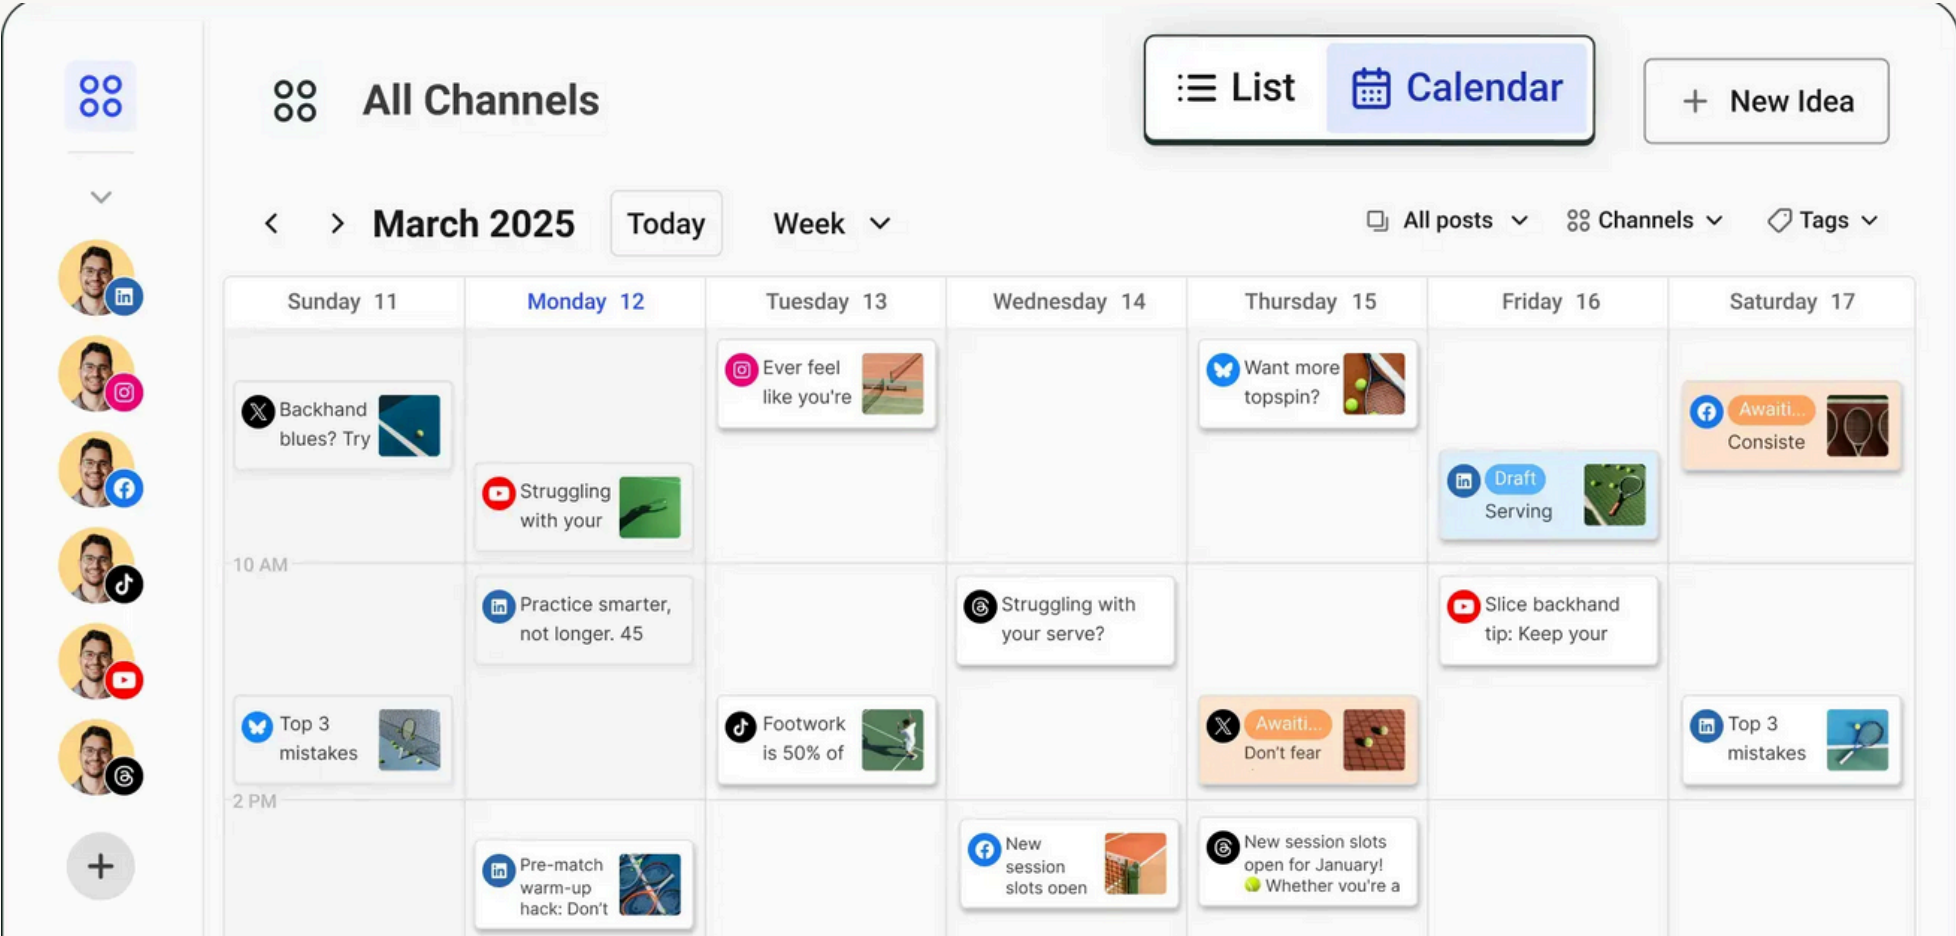 All Channels
List
Calendar
+ New Idea
March 2025
Today
Week
All posts
Channels
Tags
Sunday 11
Monday 12
Tuesday 13
Wednesday 14
Thursday 15
Friday 16
Saturday 17
Ever feel
like you're
Want more
topspin?
Backhand
blues? Try
Awaiti...
Consiste
Struggling
with your
Draft
Serving
10 AM
Practice smarter,
not longer. 45
Struggling with
your serve?
Slice backhand
tip: Keep your
Top 3
mistakes
Footwork
is 50% of
Awaiti...
Don't fear
Top 3
mistakes
2 PM
Pre-match
warm-up
hack: Don't
New
session
slots open
New session slots
open for January!
🎾 Whether you're a